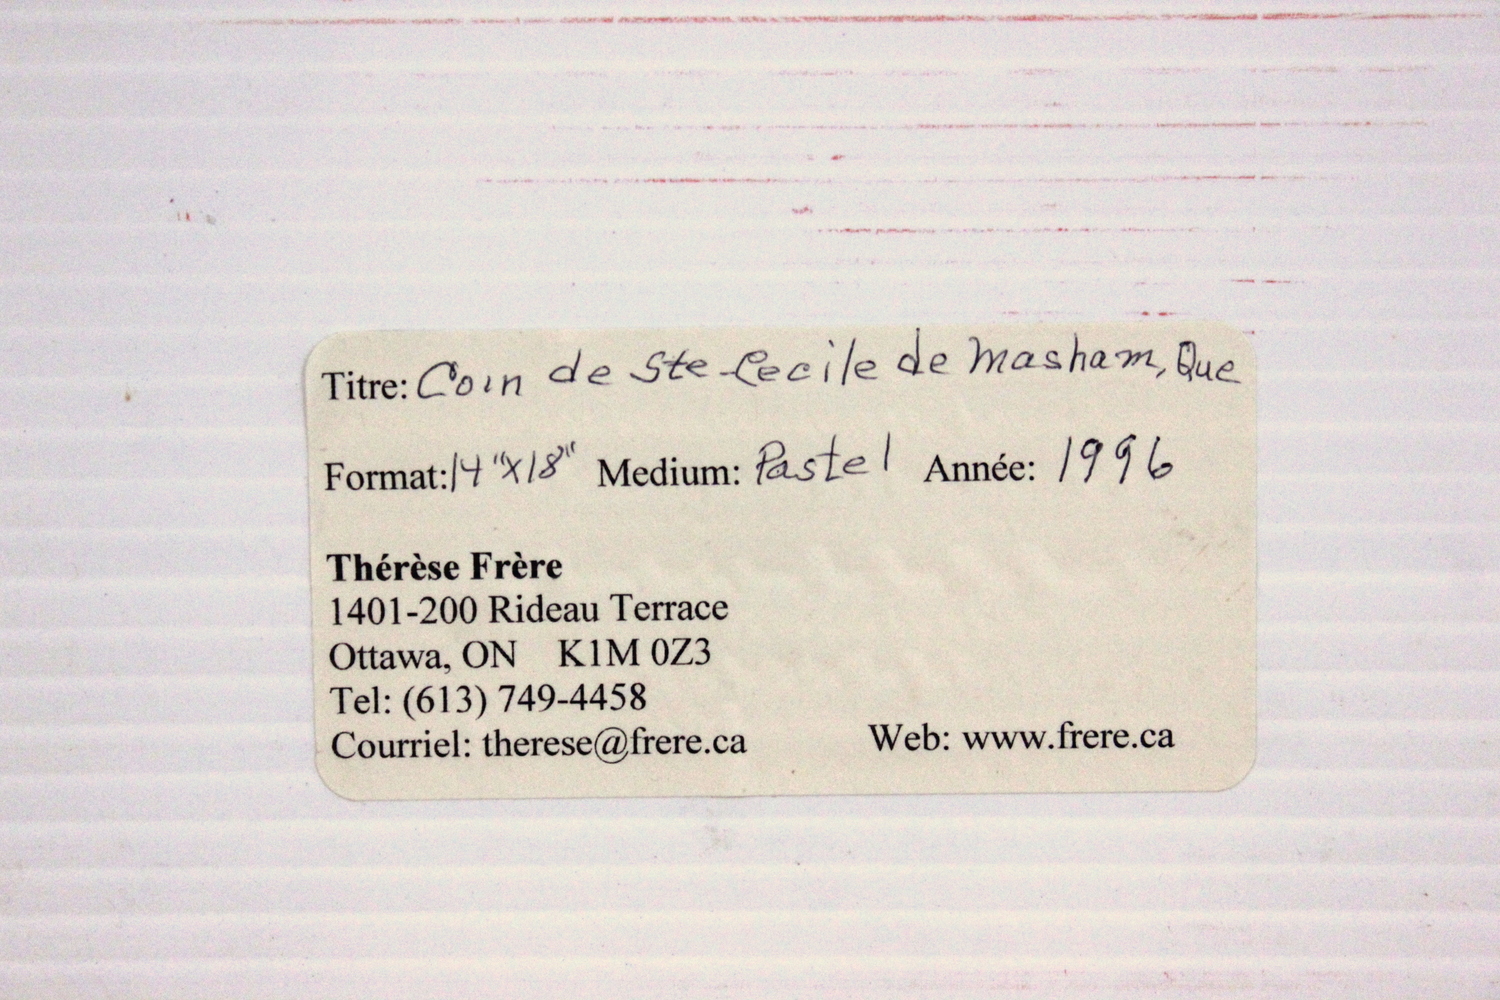 Titre: Coin de Ste-Cecile de Masham, Que
Format: 14"X18" Medium: Pastel Année: 1996
Thérèse Frère
1401-200 Rideau Terrace
Ottawa, ON K1M 0Z3
Tel: (613) 749-4458
Courriel: therese@frere.ca Web: www.frere.ca